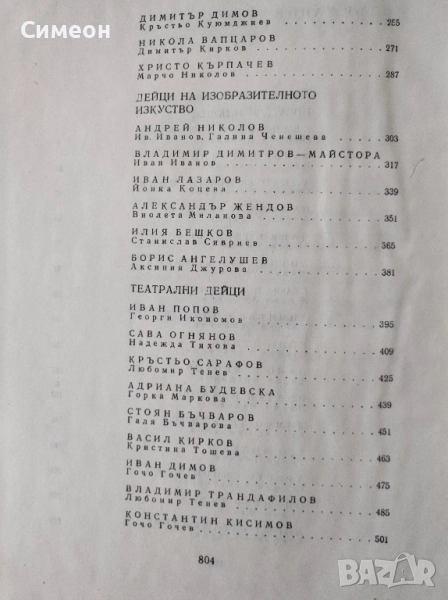 Симеон
ДИМИТЪР ДИМОВ
Кръстьо Куюмджиев . . . . . . . . . 255
НИКОЛА ВАПЦАРОВ
Димитър Кирков . . . . . . . . . 271
ХРИСТО КЪРПАЧЕВ
Марчо Николов . . . . . . . . . 287
ДЕЙЦИ НА ИЗОБРАЗИТЕЛНОТО
ИЗКУСТВО
АНДРЕЙ НИКОЛОВ
Ив. Иванов, Галина Ченешева . . . . . 303
ВЛАДИМИР ДИМИТРОВ—МАЙСТОРА
Иван Иванов . . . . . . . . . 317
ИВАН ЛАЗАРОВ
Йонка Коцева . . . . . . . . . 339
АЛЕКСАНДЪР ЖЕНДОВ
Виолета Миланова . . . . . . . . . 351
ИЛИЯ БЕШКОВ
Станислав Сивриев . . . . . . . . . 365
БОРИС АНГЕЛУШЕВ
Аксиния Джурова . . . . . . . . . 381
ТЕАТРАЛНИ ДЕЙЦИ
ИВАН ПОПОВ
Георги Икономов . . . . . . . . . 395
САВА ОГНЯНОВ
Надежда Тихова . . . . . . . . . 409
КРЪСТЬО САРАФОВ
Любомир Тенев . . . . . . . . . 425
АДРИАНА БУДЕВСКА
Горка Маркова . . . . . . . . . 439
СТОЯН БЪЧВАРОВ
Галя Бъчварова . . . . . . . . . 451
ВАСИЛ КИРКОВ
Кристина Тошева . . . . . . . . . 463
ИВАН ДИМОВ
Гочо Гочев . . . . . . . . . 475
ВЛАДИМИР ТРАНДАФИЛОВ
Любомир Тенев . . . . . . . . . 485
КОНСТАНТИН КИСИМОВ
Гочо Гочев . . . . . . . . . 501
804
BAZAR